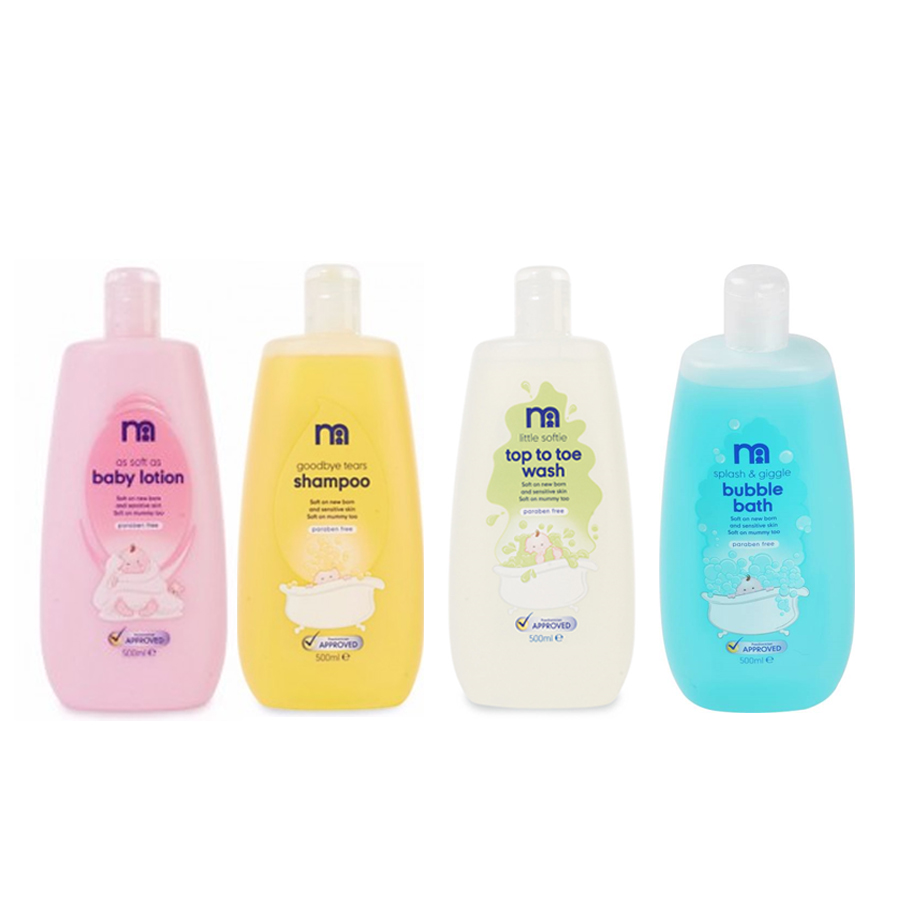 as soft as
baby lotion
Soft on new born
and sensitive skin
Soft on mummy too
paraben free
APPROVED
500ml e
goodbye tears
shampoo
Soft on new born
and sensitive skin
Soft on mummy too
paraben free
APPROVED
500ml e
little softie
top to toe
wash
Soft on new born
and sensitive skin
Soft on mummy too
paraben free
APPROVED
500ml e
splash & giggle
bubble
bath
Soft on new born
and sensitive skin
Soft on mummy too
paraben free
APPROVED
500ml e